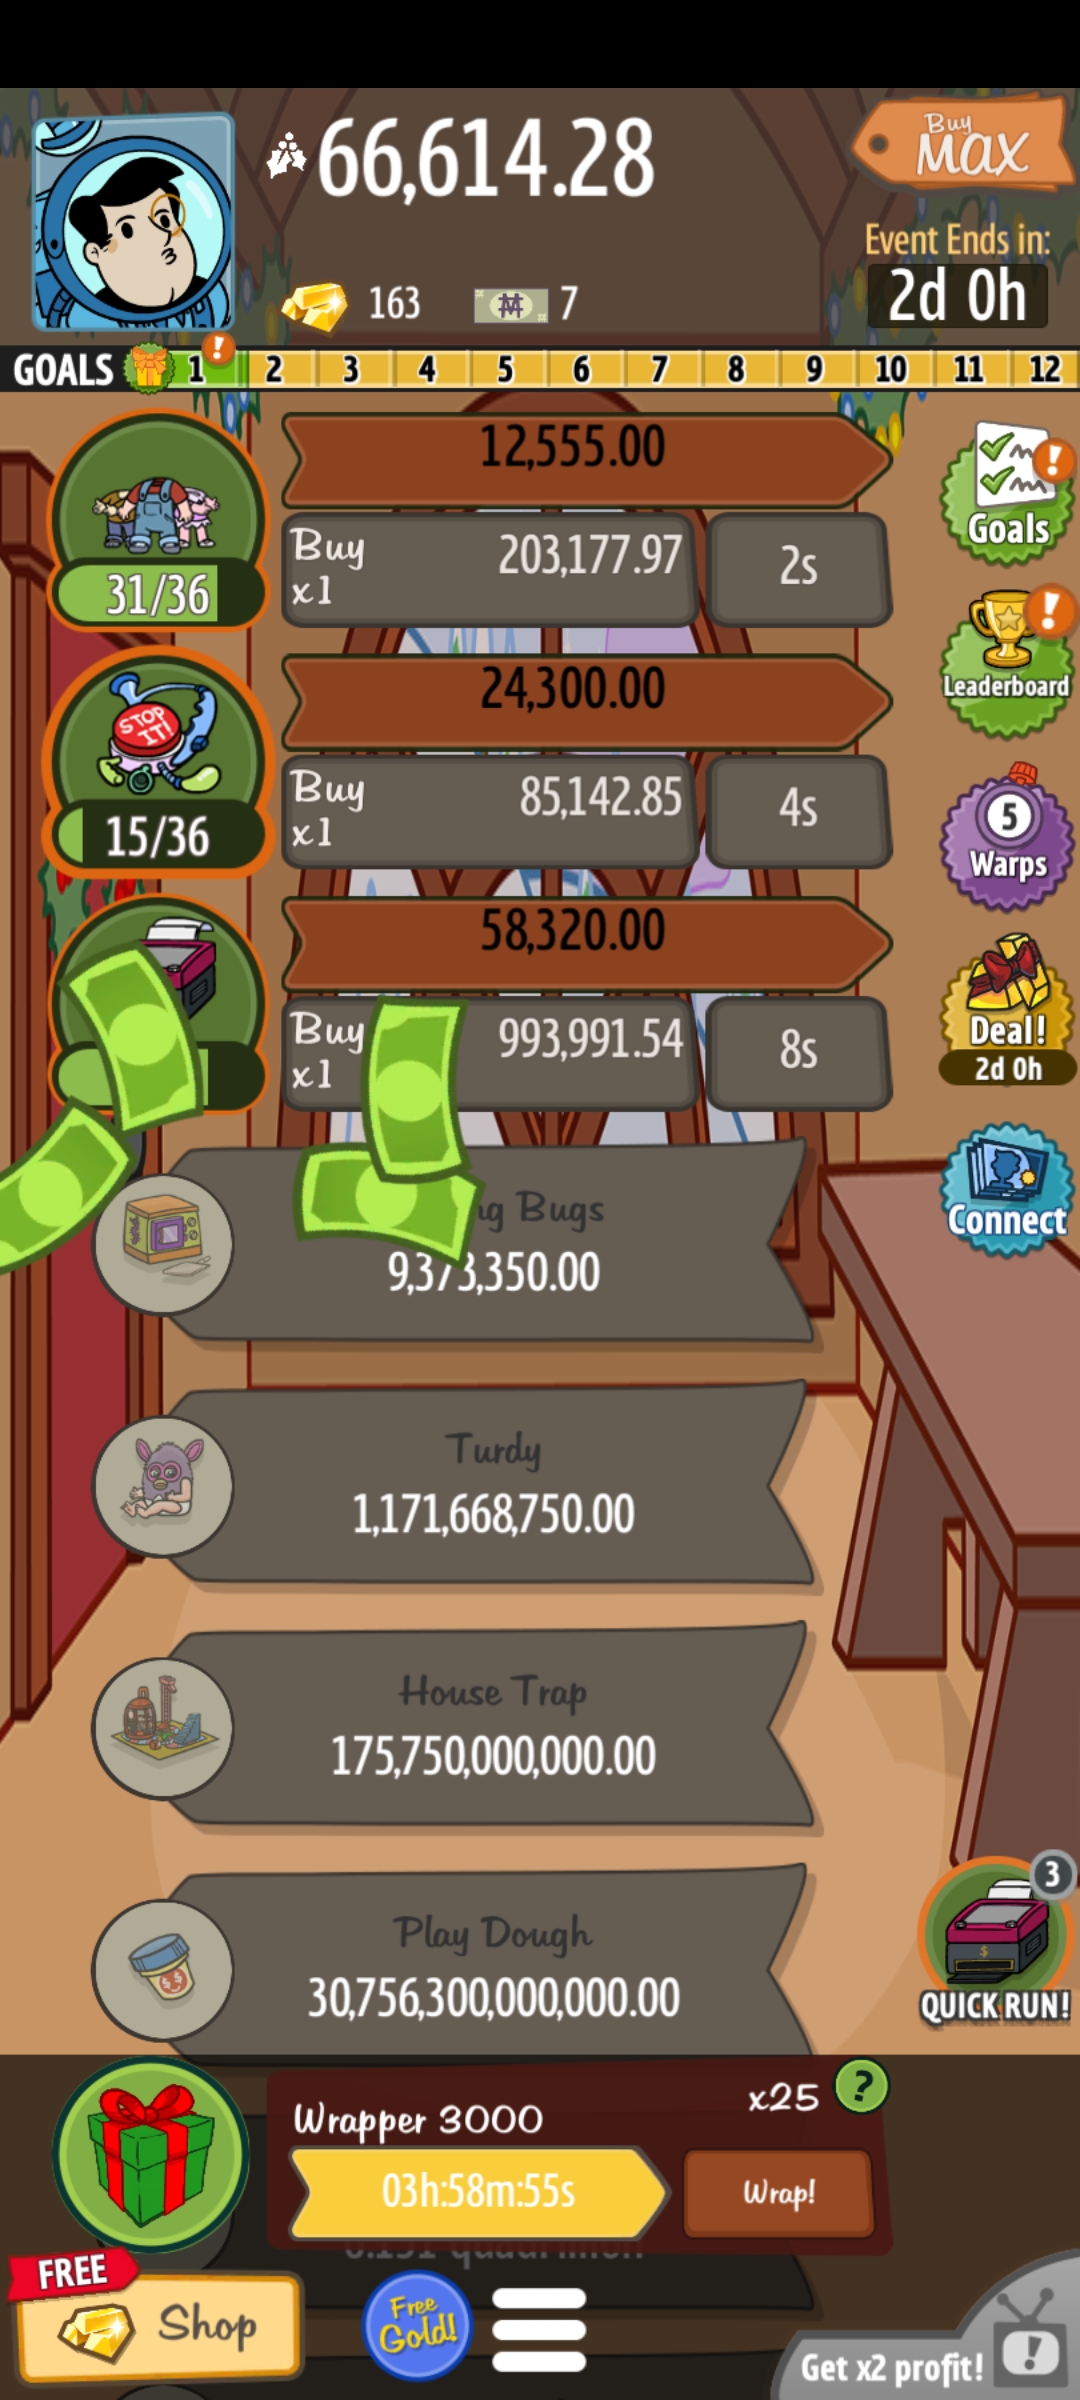 66,614.28
Buy
MAX
163
7
Event Ends in:
2d 0h
GOALS 1 ! 2 3 4 5 6 7 8 9 10 11 12
12,555.00
Buy
x1
203,177.97
2s
31/36
!
Goals
STOP
IT!
24,300.00
Buy
x1
85,142.85
4s
15/36
!
Leaderboard
5
Warps
58,320.00
Buy
x1
993,991.54
8s
Deal!
2d 0h
Bugs
9,373,350.00
Connect
Turdy
1,171,668,750.00
House Trap
175,750,000,000.00
Play Dough
30,756,300,000,000.00
3
QUICK RUN!
Wrapper 3000
x25
?
03h:58m:55s
Wrap!
FREE
Shop
Free
Gold!
Get x2 profit!
!